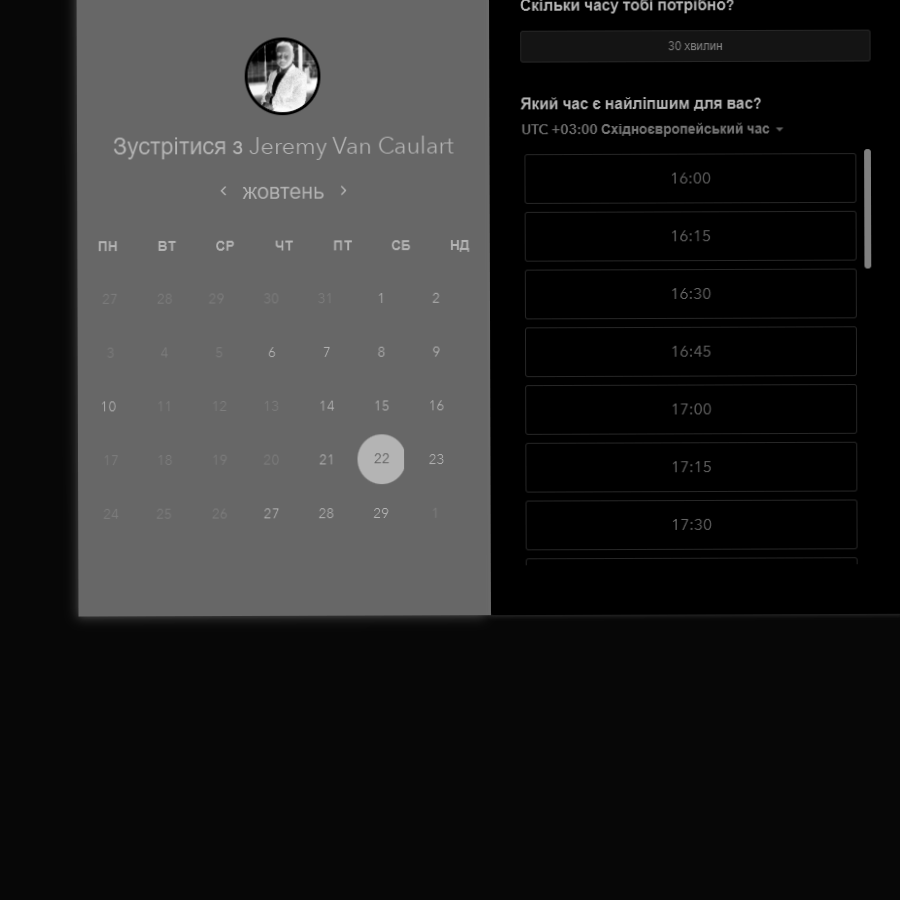 Зустрітися з Jeremy Van Caulart
жовтень
ПН ВТ СР ЧТ ПТ СБ НД
27 28 29 30 31 1 2
3 4 5 6 7 8 9
10 11 12 13 14 15 16
17 18 19 20 21 22 23
24 25 26 27 28 29 1
Скільки часу тобі потрібно?
30 хвилин
Який час є найліпшим для вас?
UTC +03:00 Східноєвропейський час
16:00
16:15
16:30
16:45
17:00
17:15
17:30